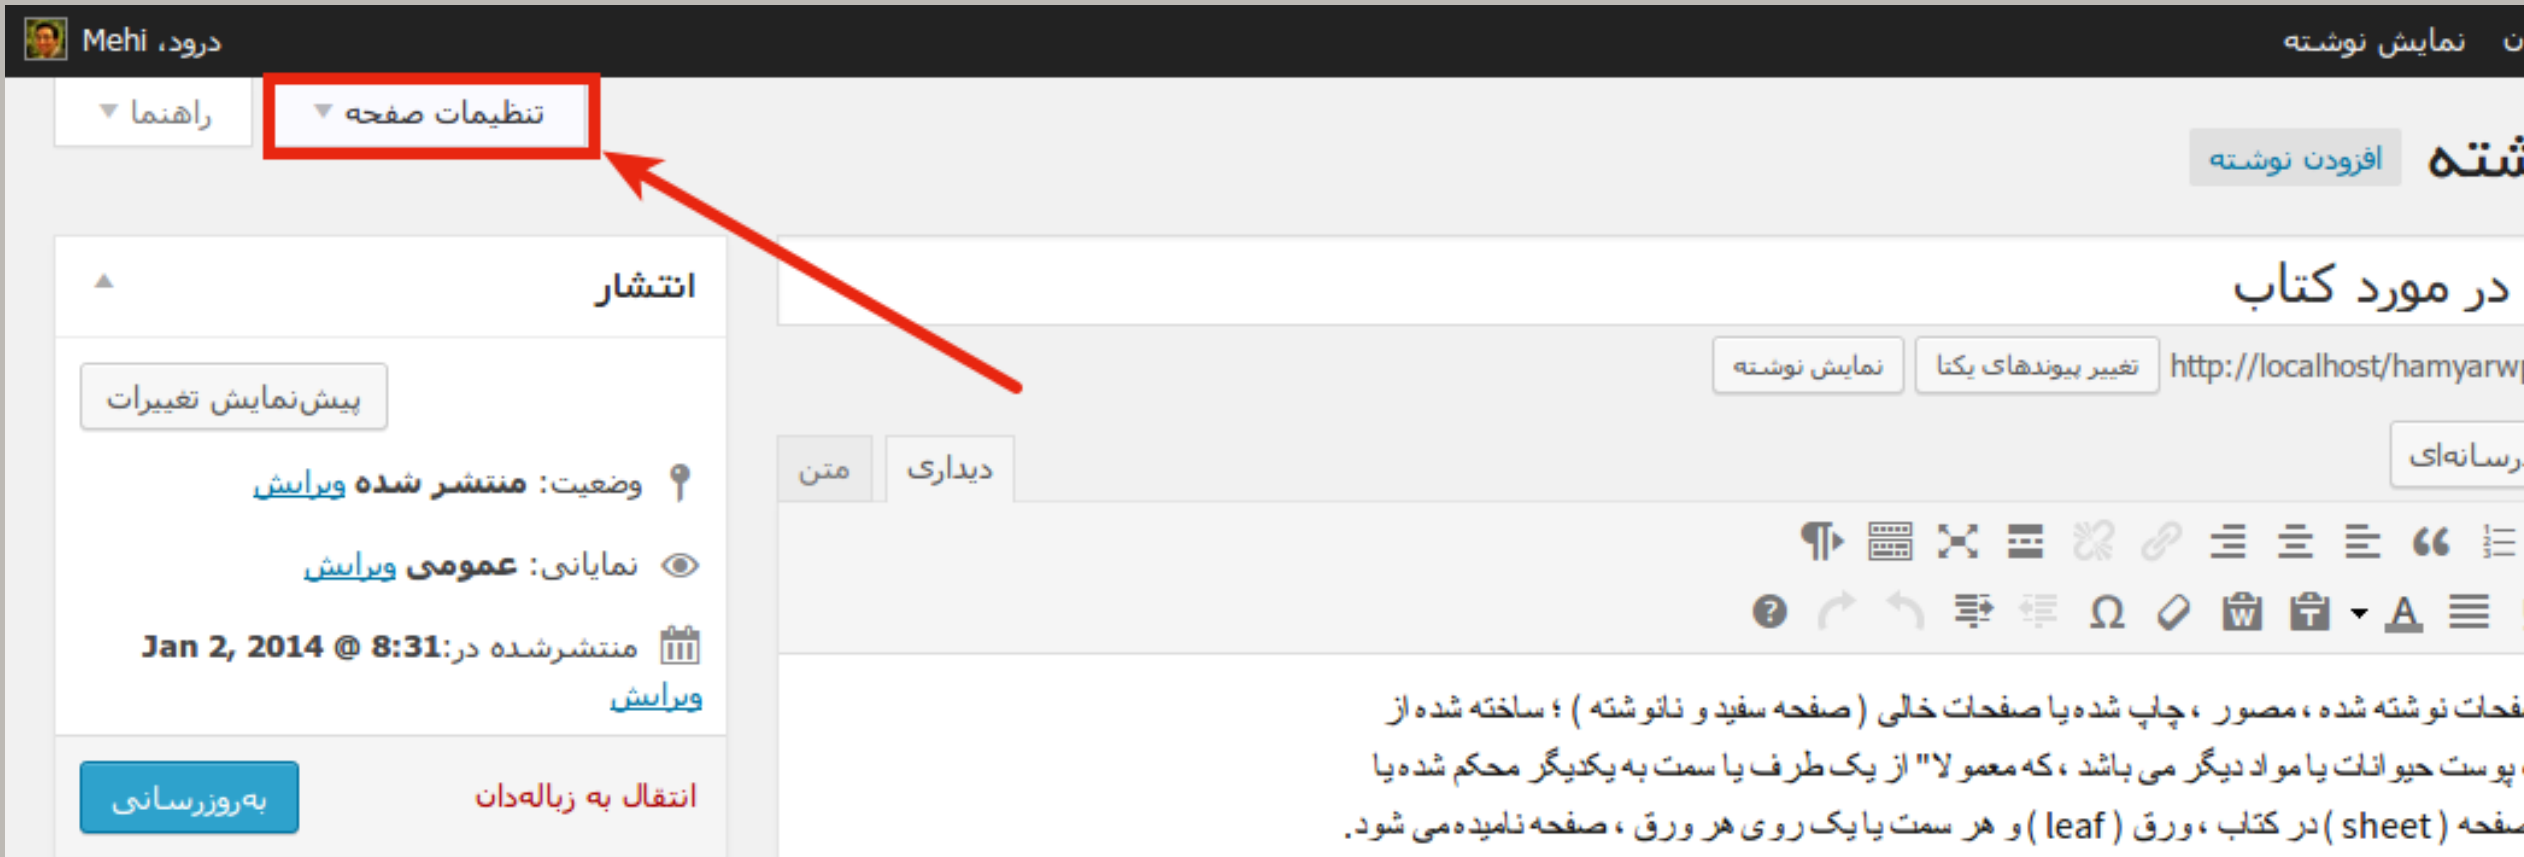 نمایش نوشته
درود، Mehi
تنظیمات صفحه
راهنما
افزودن نوشته
در مورد کتاب
http://localhost/hamyarwp
تغییر پیوندهای یکتا
نمایش نوشته
دیداری
متن
نوشته شده ، مصور ، چاپ شده یا صفحات خالی ( صفحه سفید و نانوشته ) ؛ ساخته شده از
پوست حیوانات یا مواد دیگر می باشد ، که معمولا" از یک طرف یا سمت به یکدیگر محکم شده یا
صفحه ( sheet ) در کتاب ، ورق ( leaf ) و هر سمت یا یک روی هر ورق ، صفحه نامیده می شود.
انتشار
پیش‌نمایش تغییرات
وضعیت: منتشر شده ویرایش
نمایانی: عمومی ویرایش
منتشرشده در: Jan 2, 2014 @ 8:31
ویرایش
انتقال به زباله‌دان
به‌روزرسانی